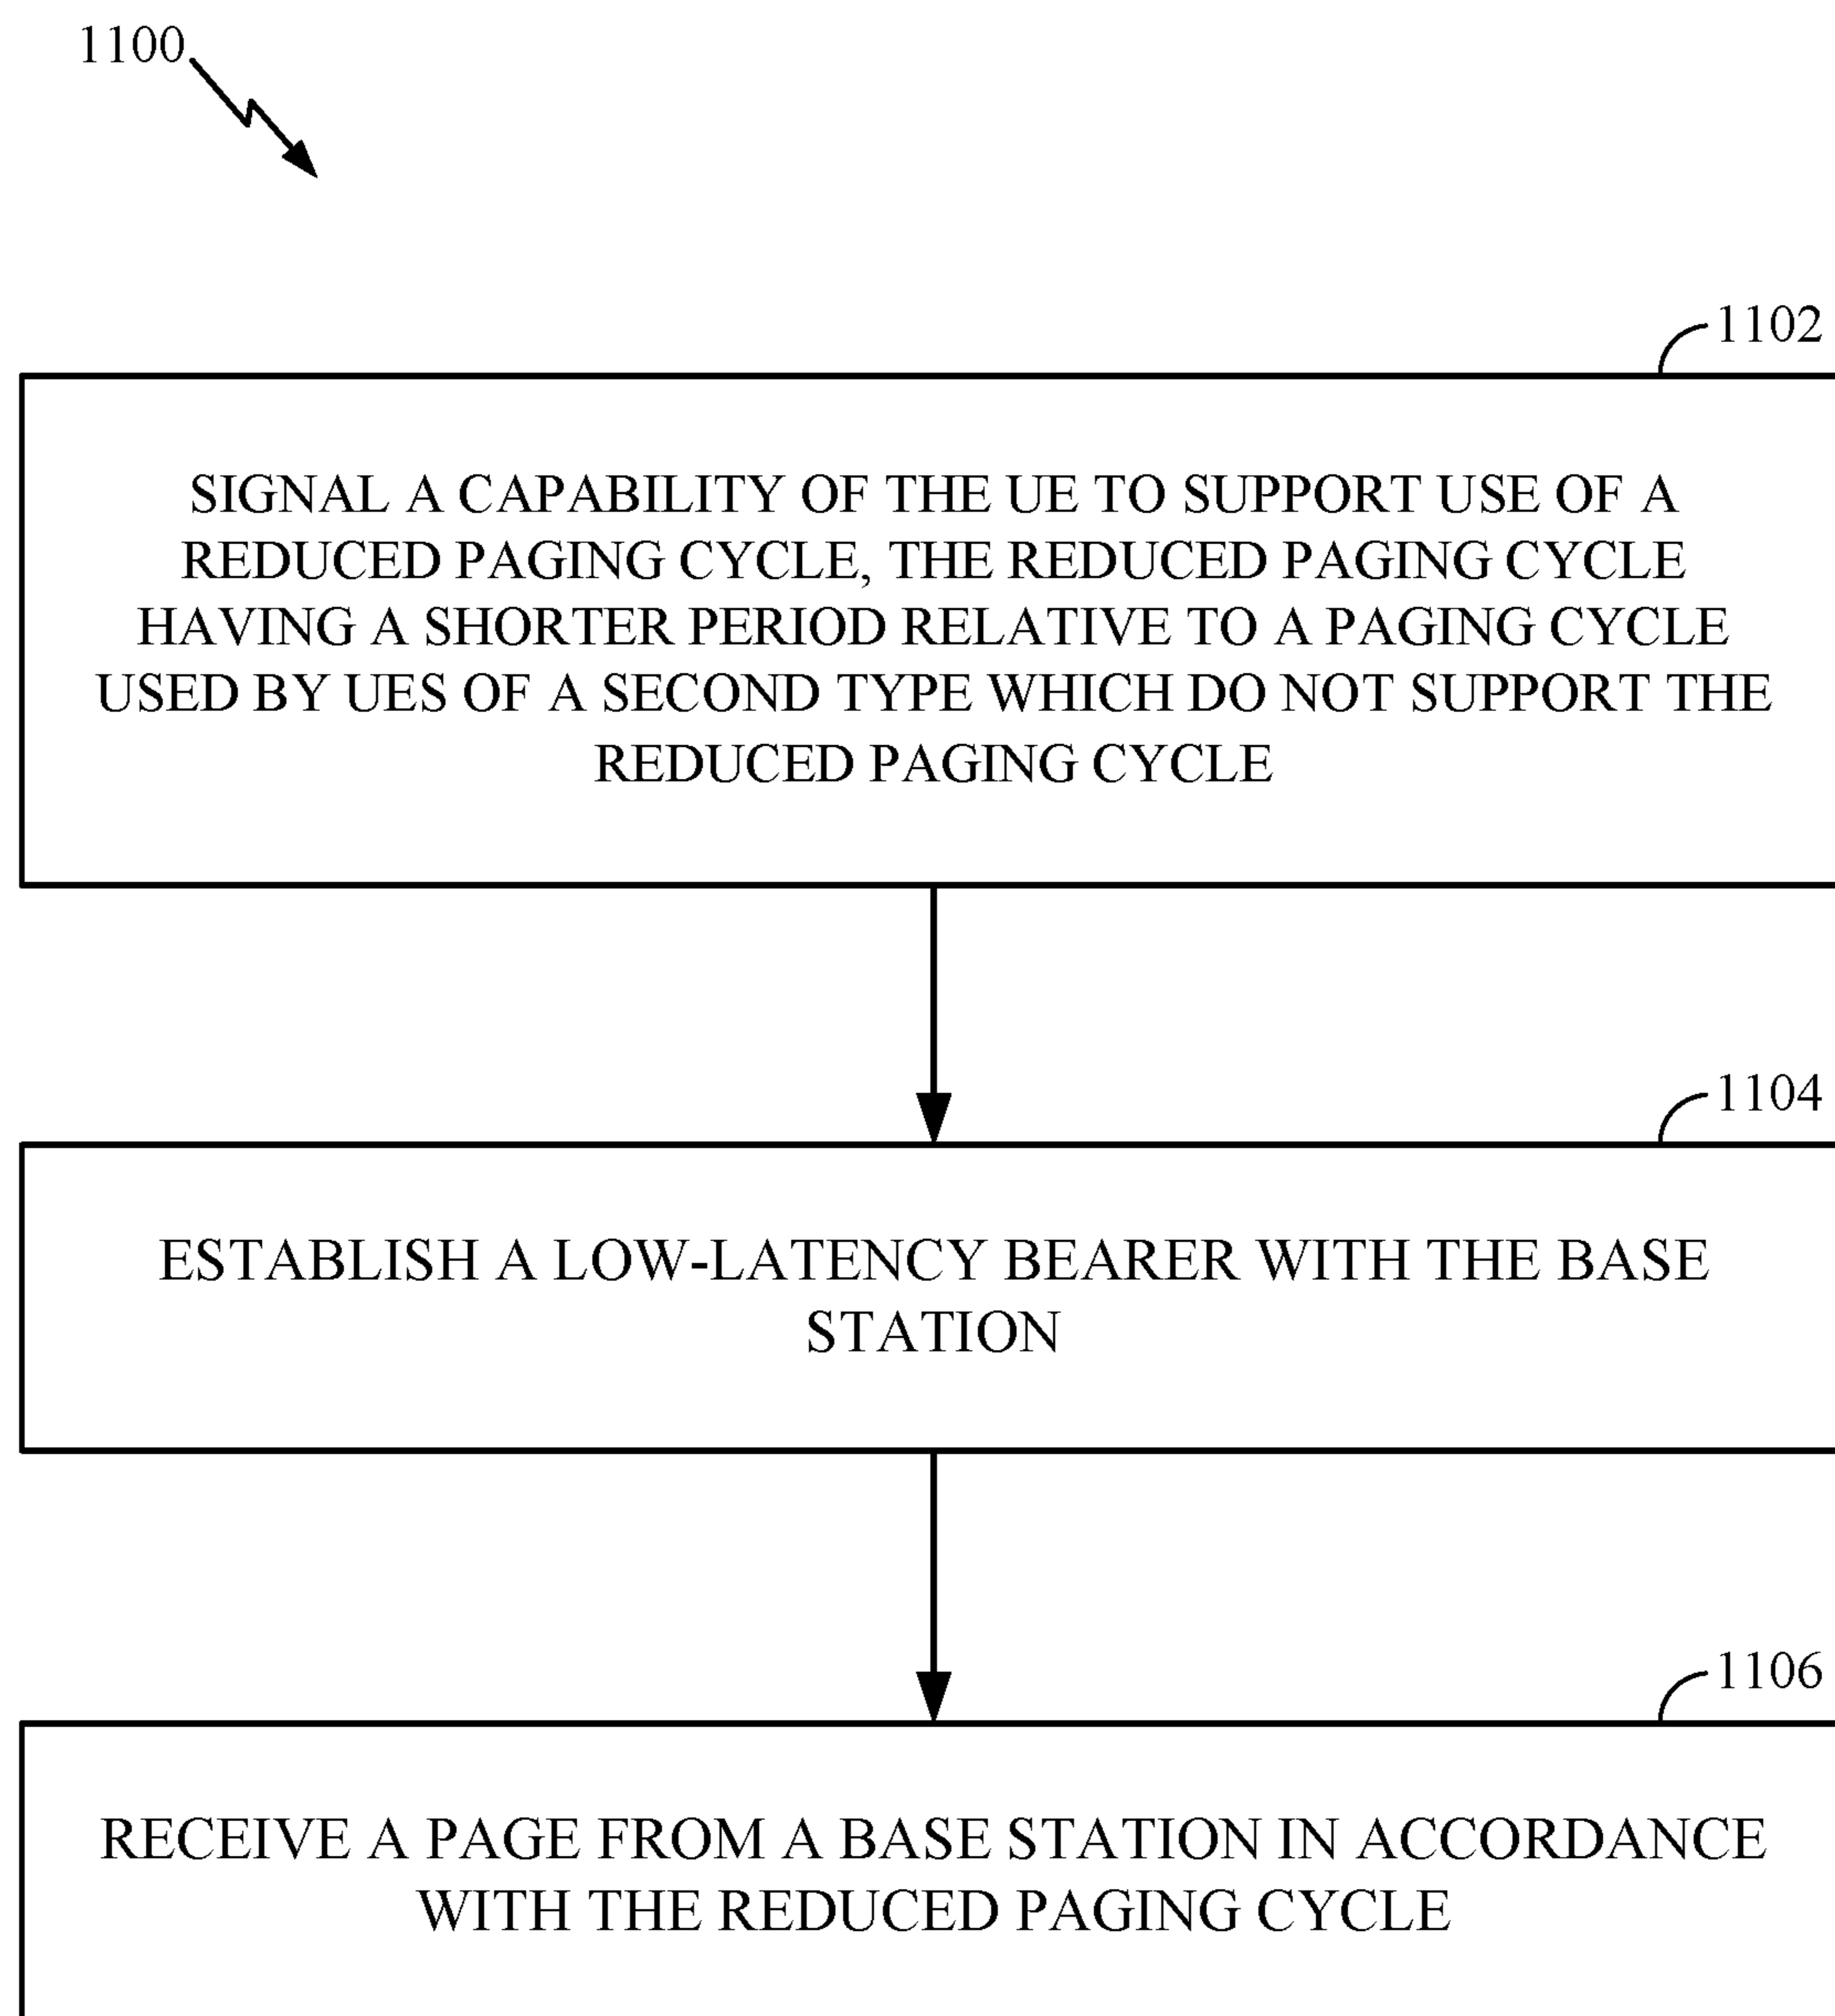 1100
1102
SIGNAL A CAPABILITY OF THE UE TO SUPPORT USE OF A
REDUCED PAGING CYCLE, THE REDUCED PAGING CYCLE
HAVING A SHORTER PERIOD RELATIVE TO A PAGING CYCLE
USED BY UES OF A SECOND TYPE WHICH DO NOT SUPPORT THE
REDUCED PAGING CYCLE
1104
ESTABLISH A LOW-LATENCY BEARER WITH THE BASE
STATION
1106
RECEIVE A PAGE FROM A BASE STATION IN ACCORDANCE
WITH THE REDUCED PAGING CYCLE